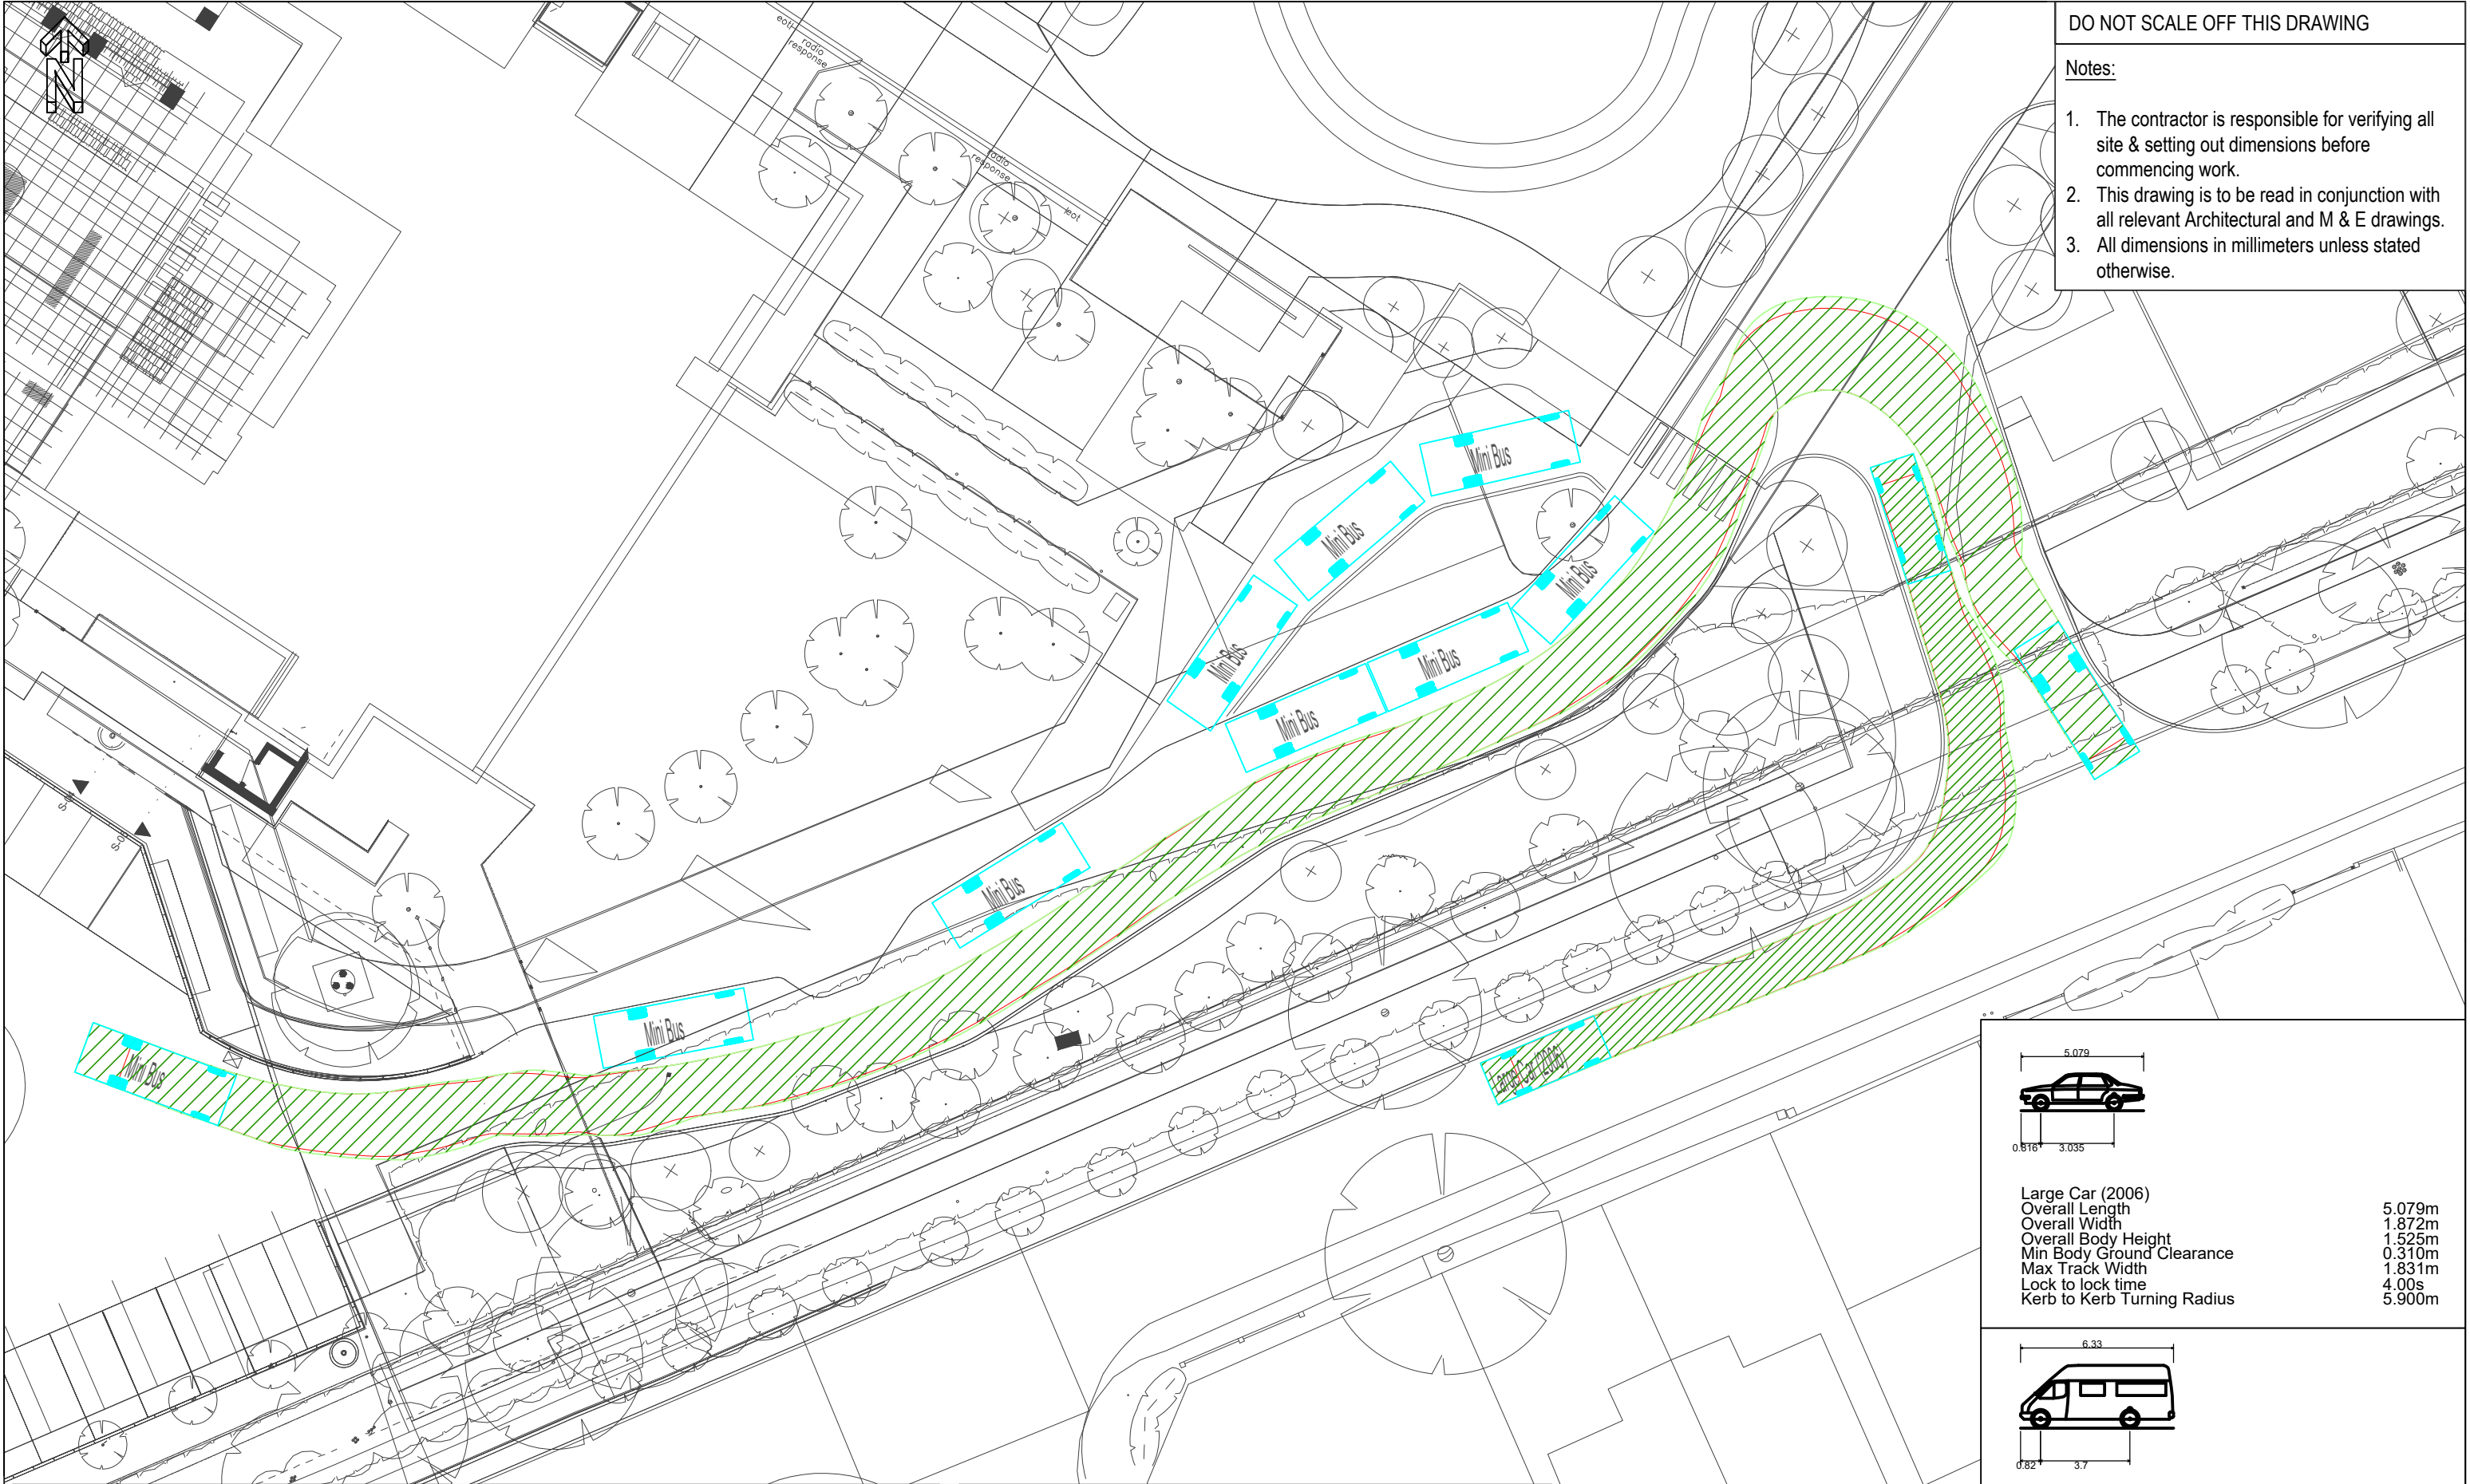 N
eot
radio
response
radio
response
eot
DO NOT SCALE OFF THIS DRAWING
Notes:
1. The contractor is responsible for verifying all
site & setting out dimensions before
commencing work.
2. This drawing is to be read in conjunction with
all relevant Architectural and M & E drawings.
3. All dimensions in millimeters unless stated
otherwise.
Mini Bus
Mini Bus
Mini Bus
Mini Bus
Mini Bus
Mini Bus
Mini Bus
Mini Bus
Mini Bus
Large Car (2006)
5.079
0.816
3.035
Large Car (2006)
Overall Length 5.079m
Overall Width 1.872m
Overall Body Height 1.525m
Min Body Ground Clearance 0.310m
Max Track Width 1.831m
Lock to lock time 4.00s
Kerb to Kerb Turning Radius 5.900m
6.33
0.82
3.7